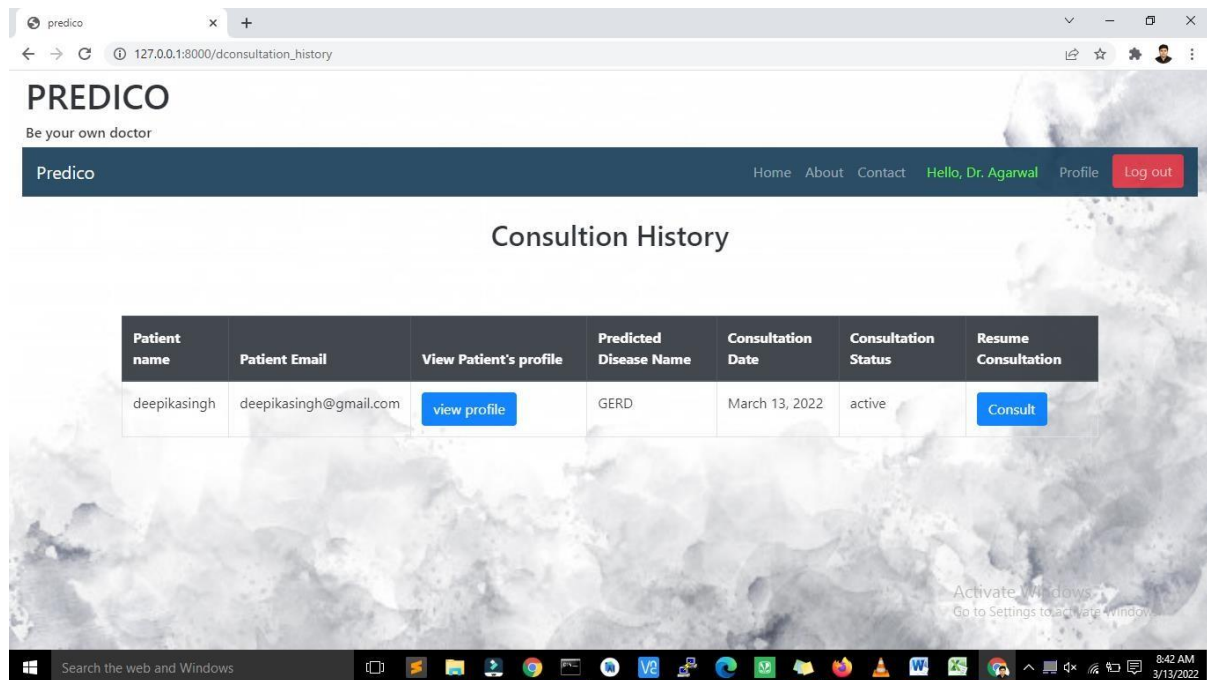 predico
127.0.0.1:8000/dconsultation_history
PREDICO
Be your own doctor
Predico Home About Contact Hello, Dr. Agarwal Profile Log out
Consultion History
Patient name Patient Email View Patient's profile Predicted Disease Name Consultation Date Consultation Status Resume Consultation
deepikasingh deepikasingh@gmail.com view profile GERD March 13, 2022 active Consult
Activate Windows
Go to Settings to activate Windows.
Search the web and Windows
8:42 AM
3/13/2022